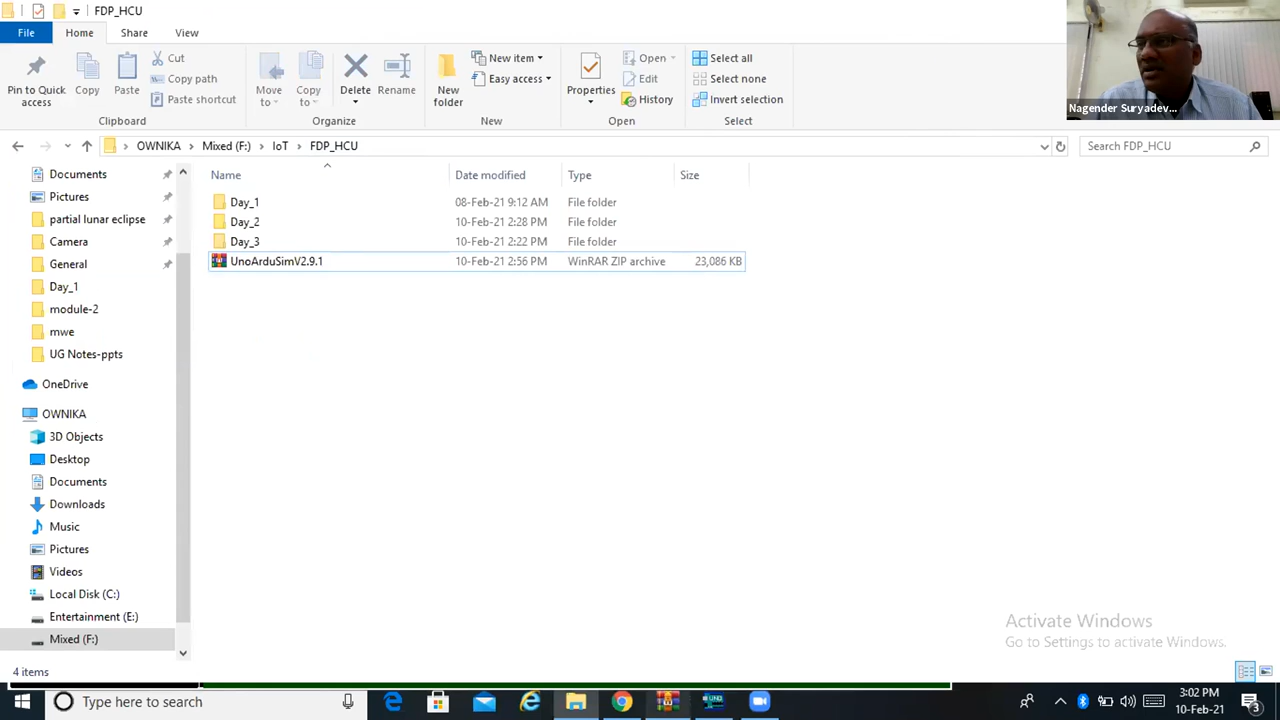 FDP_HCU
File Home Share View
Pin to Quick access
Copy
Paste
Cut
Copy path
Paste shortcut
Clipboard
Move to
Copy to
Delete
Rename
Organize
New folder
New item
Easy access
New
Properties
Open
Edit
History
Open
Select all
Select none
Invert selection
Select
Nagender Suryadev...
OWNIKA > Mixed (F:) > IoT > FDP_HCU
Search FDP_HCU
Name Date modified Type Size
Day_1 08-Feb-21 9:12 AM File folder
Day_2 10-Feb-21 2:28 PM File folder
Day_3 10-Feb-21 2:22 PM File folder
UnoArduSimV2.9.1 10-Feb-21 2:56 PM WinRAR ZIP archive 23,086 KB
Documents
Pictures
partial lunar eclipse
Camera
General
Day_1
module-2
mwe
UG Notes-ppts
OneDrive
OWNIKA
3D Objects
Desktop
Documents
Downloads
Music
Pictures
Videos
Local Disk (C:)
Entertainment (E:)
Mixed (F:)
Activate Windows
Go to Settings to activate Windows.
4 items
Type here to search
3:02 PM
10-Feb-21
3